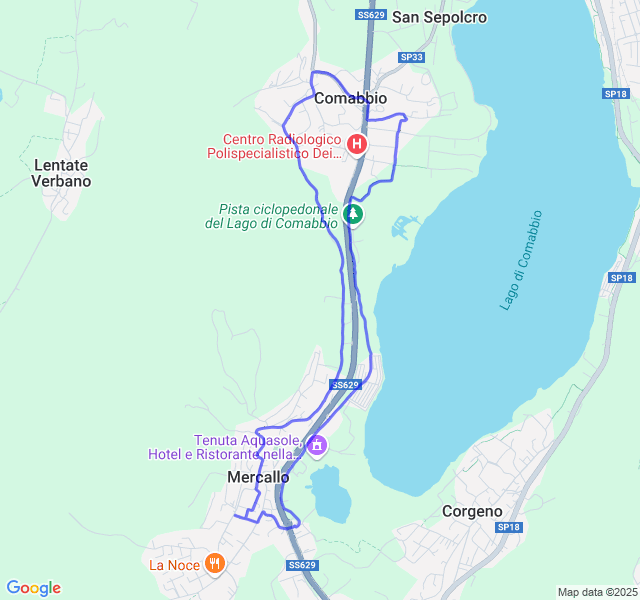 San Sepolcro
SS629
SP33
SP18
Comabbio
Centro Radiologico
Polispecialistico Dei...
H
Lentate
Verbano
Pista ciclopedonale
del Lago di Comabbio
Lago di Comabbio
SP18
SS629
Tenuta Aquasole,
Hotel e Ristorante nella...
Mercallo
Corgeno
SP18
La Noce
SS629
Google
Map data ©2025